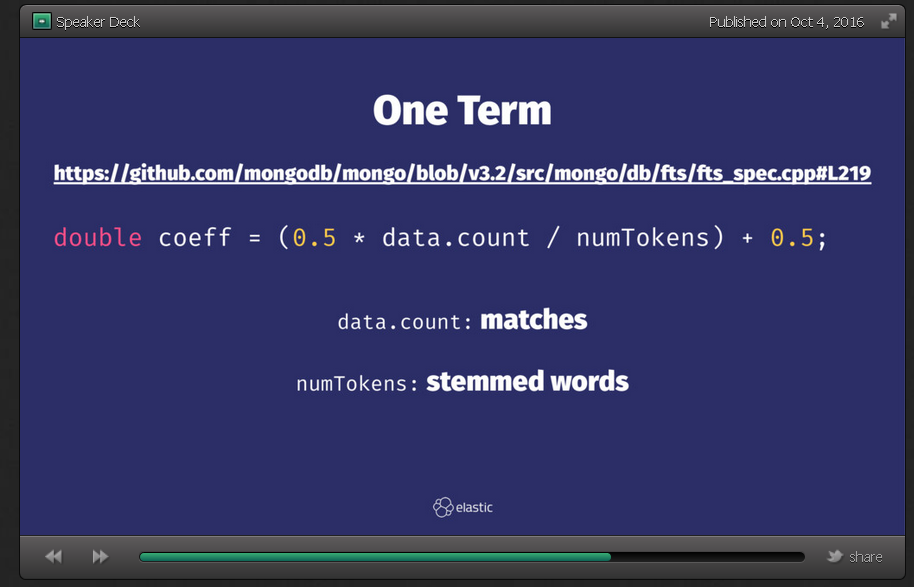 Speaker Deck
Published on Oct 4, 2016
One Term
https://github.com/mongodb/mongo/blob/v3.2/src/mongo/db/fts/fts_spec.cpp#L219
double coeff = (0.5 * data.count / numTokens) + 0.5;
data.count: matches
numTokens: stemmed words
elastic
share